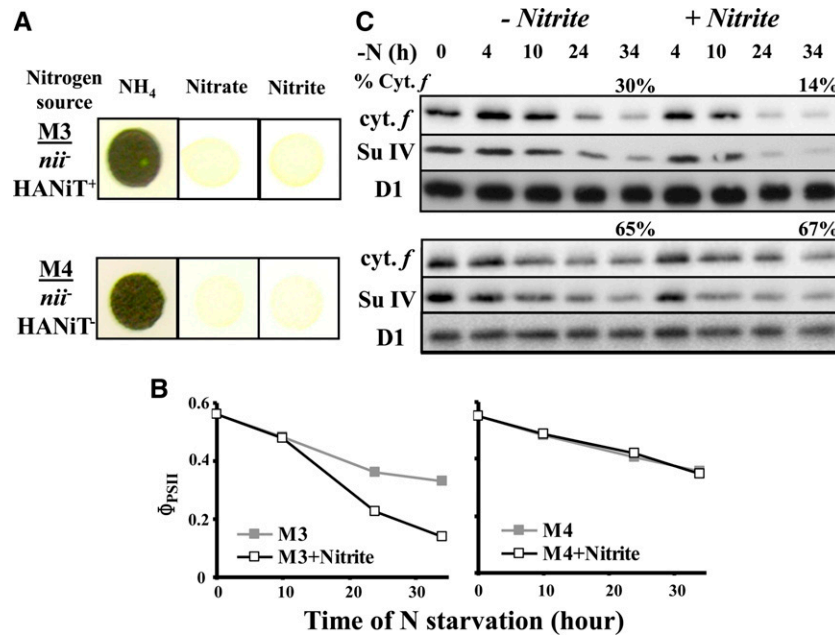 A
Nitrogen source
NH4
Nitrate
Nitrite
M3
nii-
HANiT+
M4
nii-
HANiT-
C
- Nitrite
+ Nitrite
-N (h) 0 4 10 24 34 4 10 24 34
% Cyt. f 30% 14%
cyt. f
Su IV
D1
65% 67%
cyt. f
Su IV
D1
B
0.6
0.4
0.2
0
ΦPSII
M3
M3+Nitrite
0 10 20 30
M4
M4+Nitrite
0 10 20 30
Time of N starvation (hour)